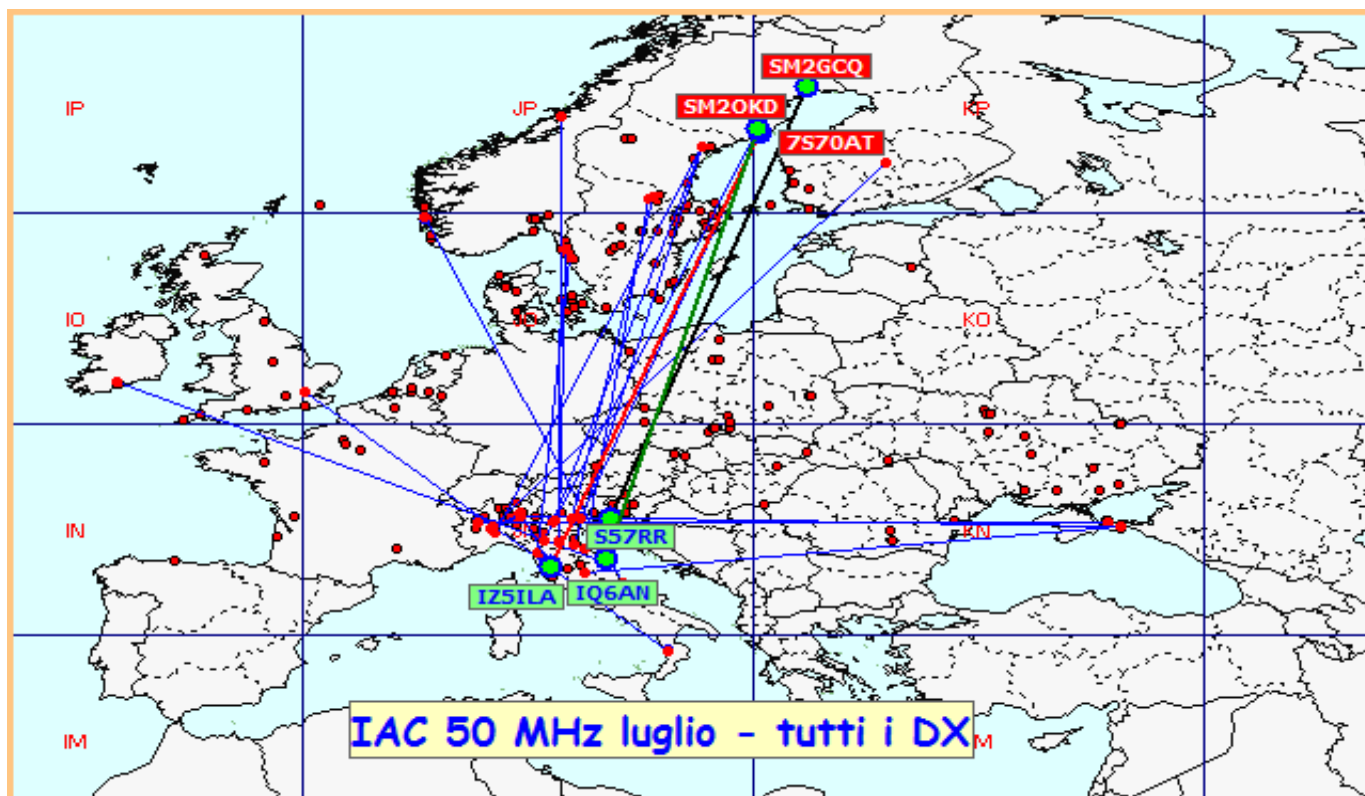 SM2GCQ
IP
JP
SM2OKD
KP
7S70AT
IO
JO
KO
IN
S57RR
KN
IZ5ILA
IQ6AN
IAC 50 MHz luglio - tutti i DX
IM
M